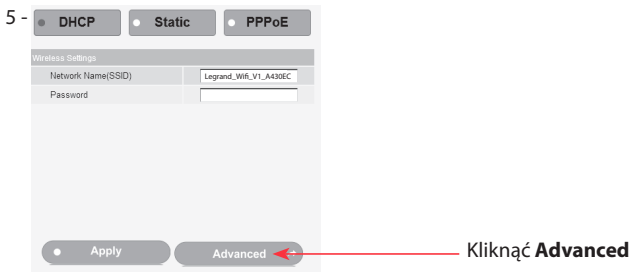 5 -
DHCP Static PPPoE
Wireless Settings
Network Name(SSID) Legrand_Wifi_V1_A430EC
Password
Apply Advanced Kliknąć Advanced